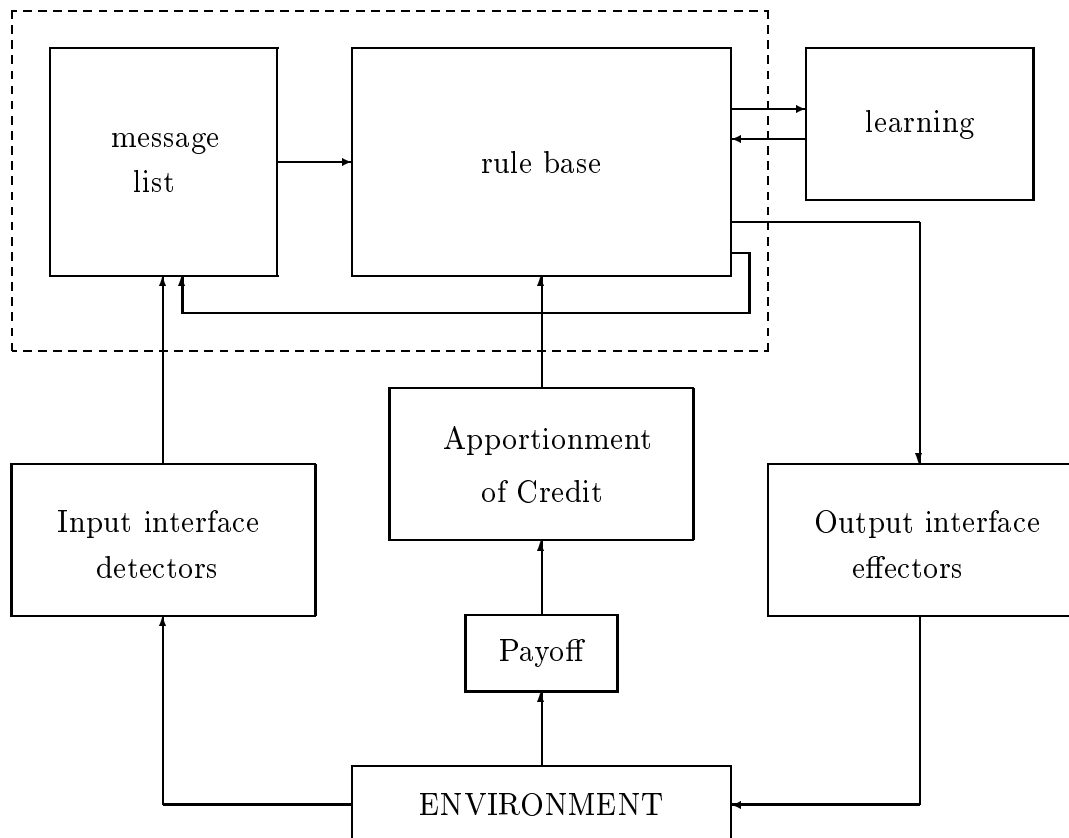 message
list
rule base
learning
Apportionment
of Credit
Input interface
detectors
Output interface
effectors
Payoff
ENVIRONMENT